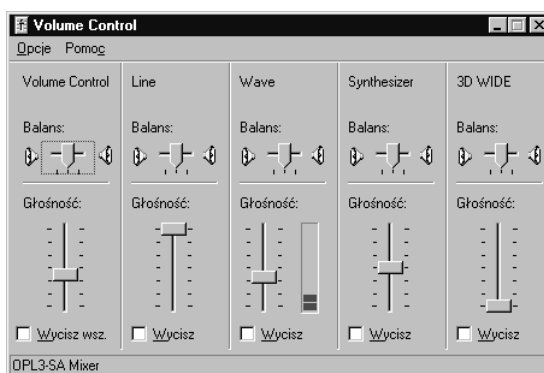 Volume Control
Opcje Pomoc
Volume Control Line Wave Synthesizer 3D WIDE
Balans: Balans: Balans: Balans: Balans:
Głośność: Głośność: Głośność: Głośność: Głośność:
Wycisz wsz. Wycisz Wycisz Wycisz Wycisz
OPL3-SA Mixer